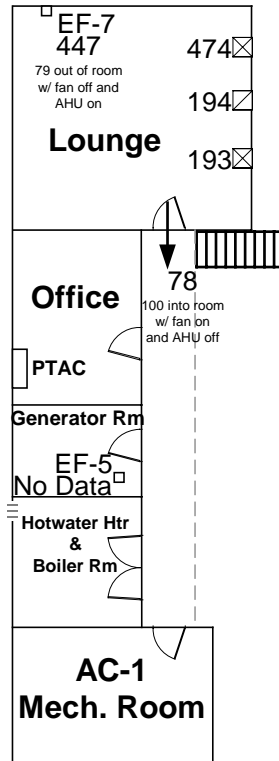 EF-7
447
79 out of room
w/ fan off and
AHU on
474
194
193
Lounge
78
100 into room
w/ fan on
and AHU off
Office
PTAC
Generator Rm
EF-5
No Data
Hotwater Htr
&
Boiler Rm
AC-1
Mech. Room